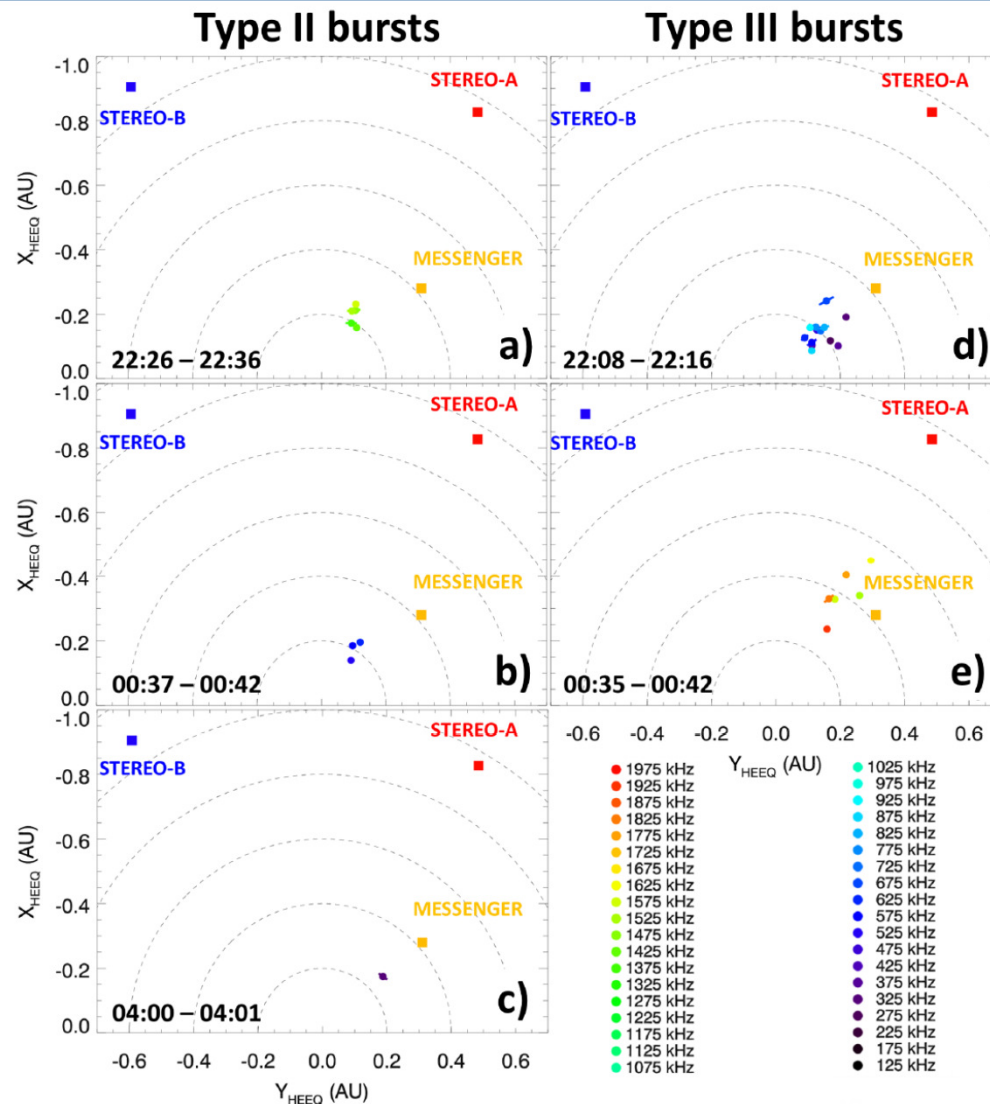 Type II bursts
Type III bursts
-1.0
-0.8
-0.6
-0.4
-0.2
0.0
X_HEEQ (AU)
STEREO-B
STEREO-A
MESSENGER
22:26 – 22:36
a)
STEREO-B
STEREO-A
MESSENGER
22:08 – 22:16
d)
-1.0
-0.8
-0.6
-0.4
-0.2
0.0
X_HEEQ (AU)
STEREO-B
STEREO-A
MESSENGER
00:37 – 00:42
b)
STEREO-B
STEREO-A
MESSENGER
00:35 – 00:42
e)
-0.6 -0.4 -0.2 0.0 0.2 0.4 0.6
Y_HEEQ (AU)
-1.0
-0.8
-0.6
-0.4
-0.2
0.0
X_HEEQ (AU)
STEREO-B
STEREO-A
MESSENGER
04:00 – 04:01
c)
-0.6 -0.4 -0.2 0.0 0.2 0.4 0.6
Y_HEEQ (AU)
1975 kHz
1925 kHz
1875 kHz
1825 kHz
1775 kHz
1725 kHz
1675 kHz
1625 kHz
1575 kHz
1525 kHz
1475 kHz
1425 kHz
1375 kHz
1325 kHz
1275 kHz
1225 kHz
1175 kHz
1125 kHz
1075 kHz
1025 kHz
975 kHz
925 kHz
875 kHz
825 kHz
775 kHz
725 kHz
675 kHz
625 kHz
575 kHz
525 kHz
475 kHz
425 kHz
375 kHz
325 kHz
275 kHz
225 kHz
175 kHz
125 kHz